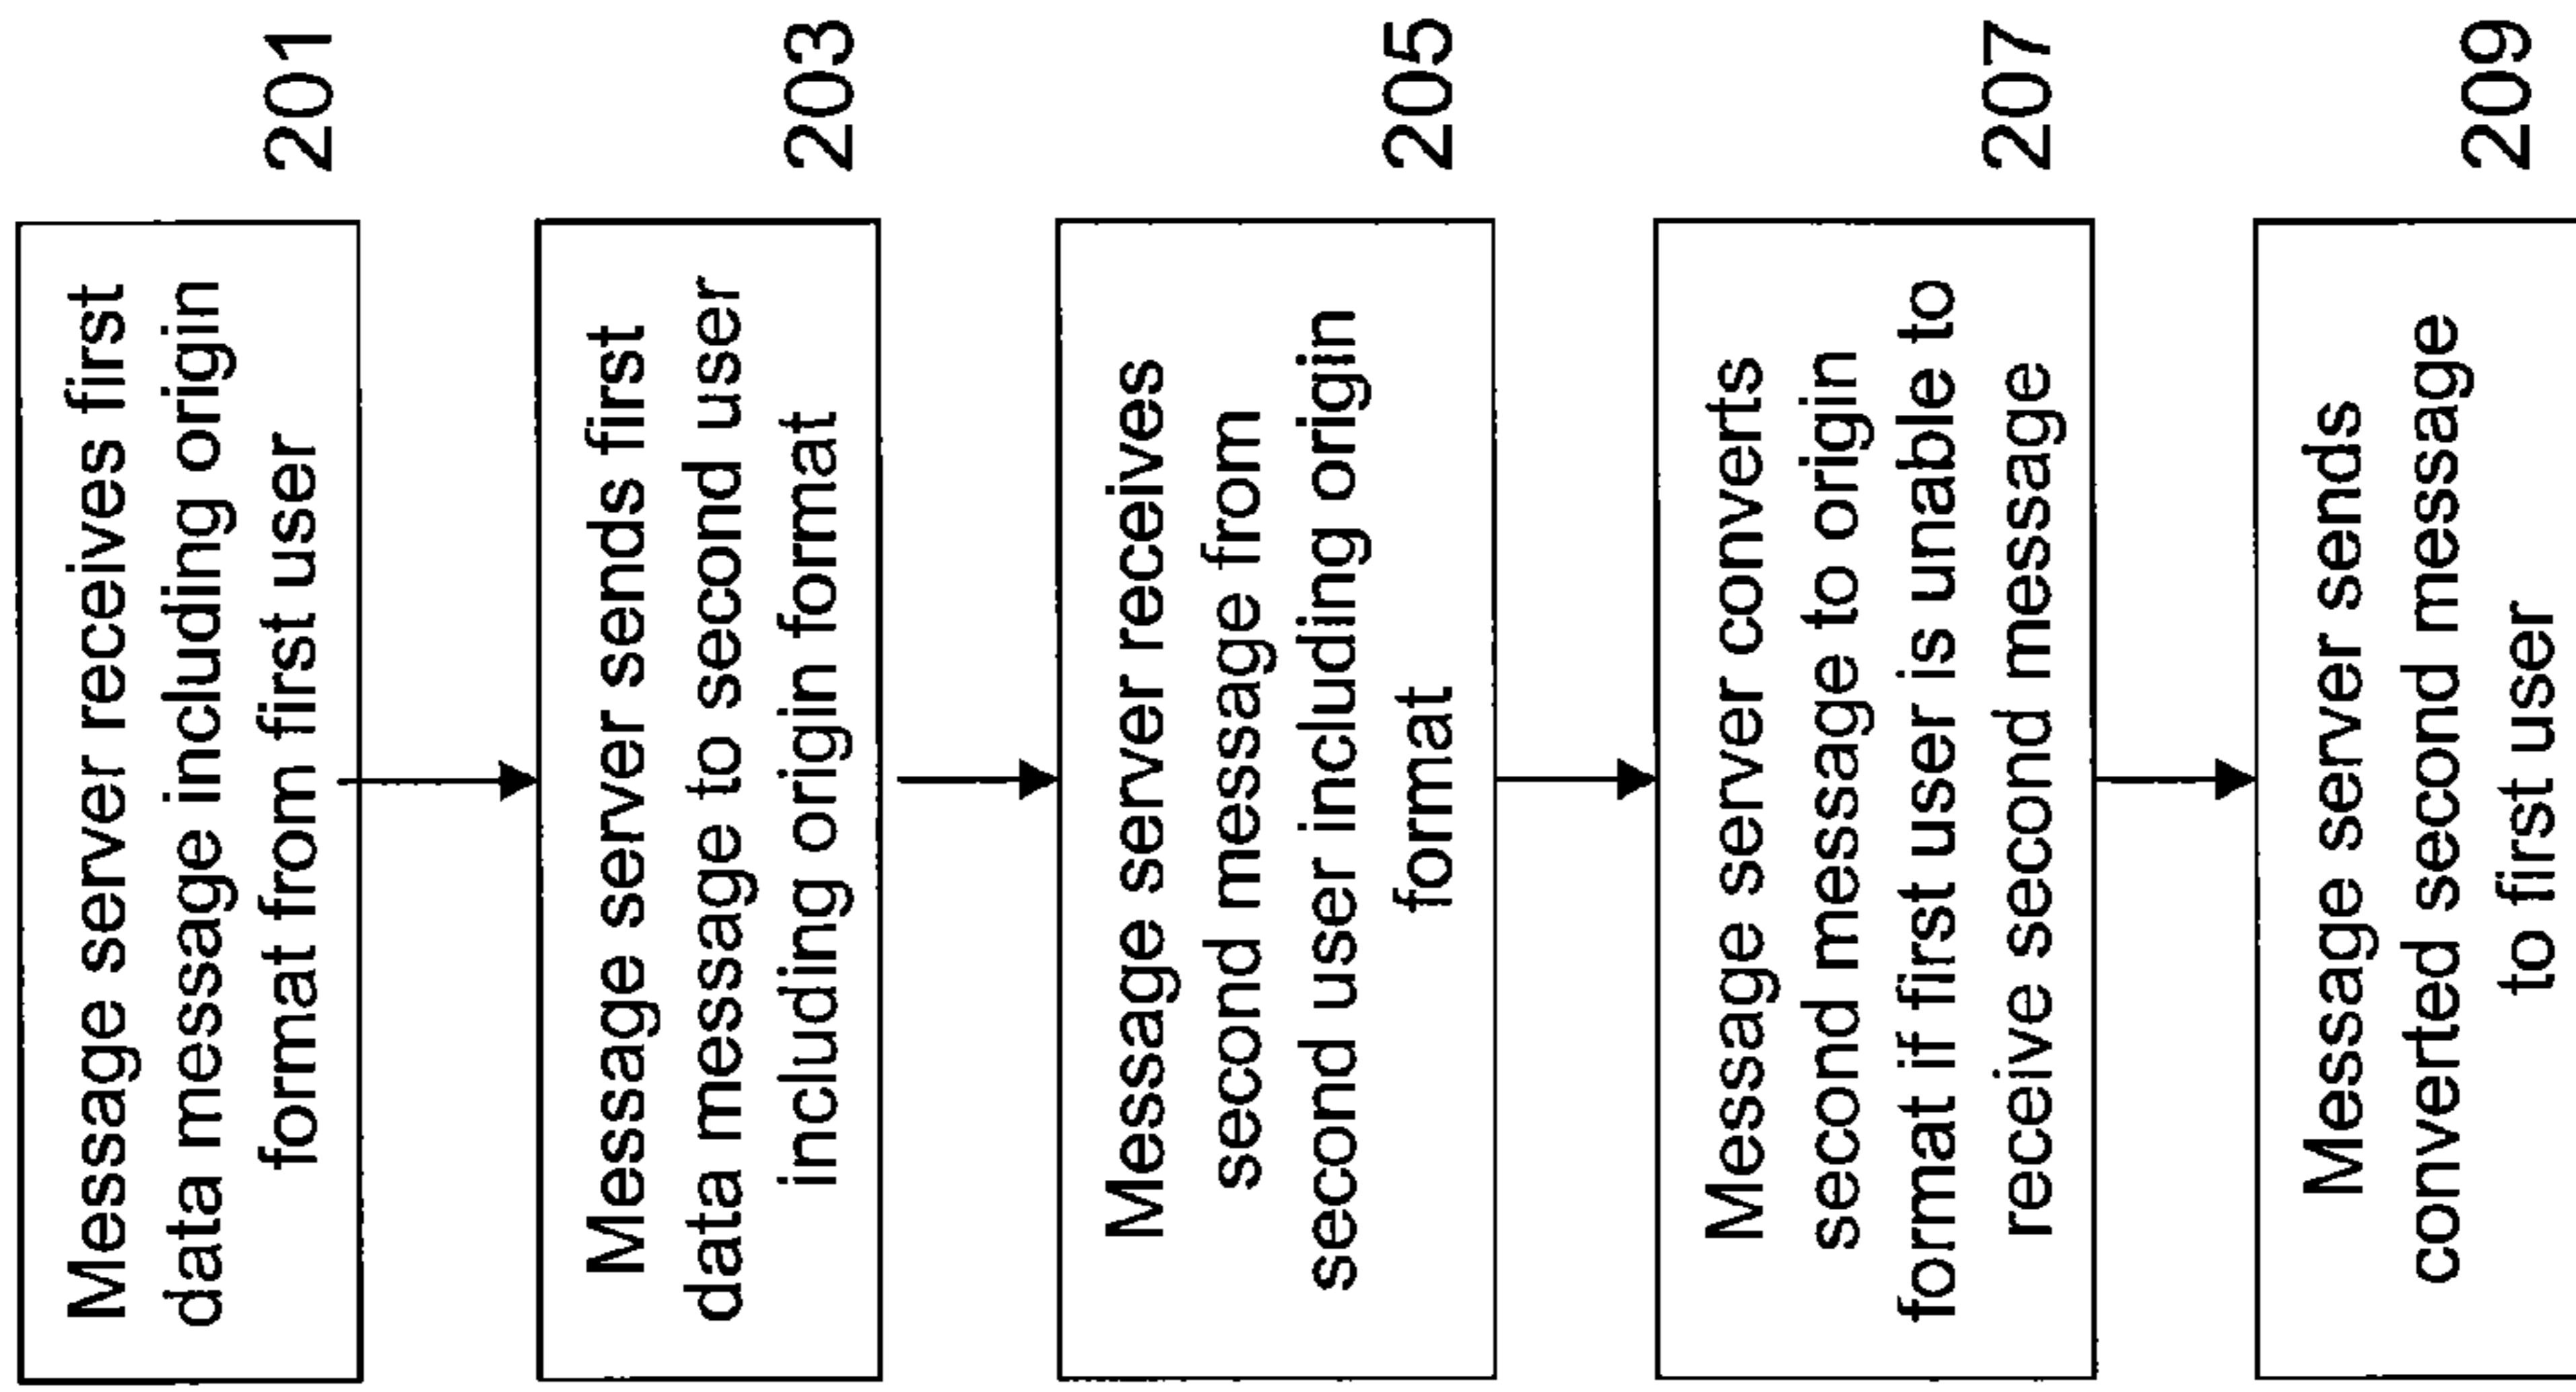 Message server receives first
data message including origin
format from first user
201
Message server sends first
data message to second user
including origin format
203
Message server receives
second message from
second user including origin
format
205
Message server converts
second message to origin
format if first user is unable to
receive second message
207
Message server sends
converted second message
to first user
209